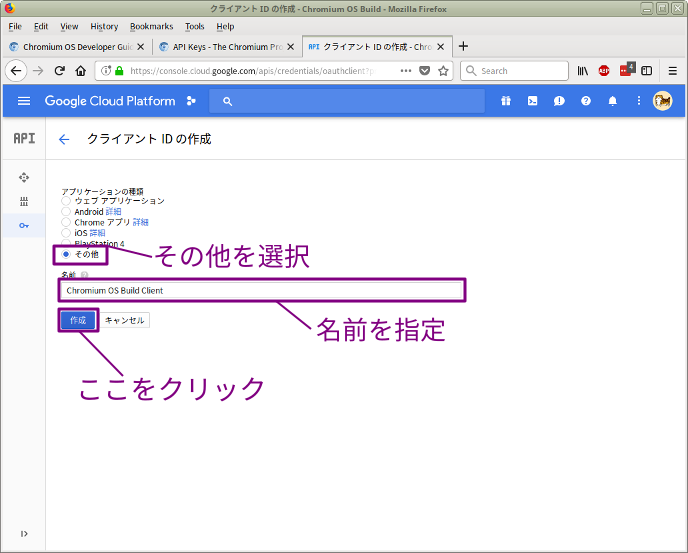 クライアント ID の作成 - Chromium OS Build - Mozilla Firefox
File Edit View History Bookmarks Tools Help
Chromium OS Developer Guid × API Keys - The Chromium Pro × API クライアント ID の作成 - Chro × +
https://console.cloud.google.com/apis/credentials/oauthclient?p Search ABP 4
Google Cloud Platform
API クライアント ID の作成
アプリケーションの種類
ウェブ アプリケーション
Android 詳細
Chrome アプリ 詳細
iOS 詳細
PlayStation 4
その他
その他を選択
名前
Chromium OS Build Client
作成 キャンセル
名前を指定
ここをクリック